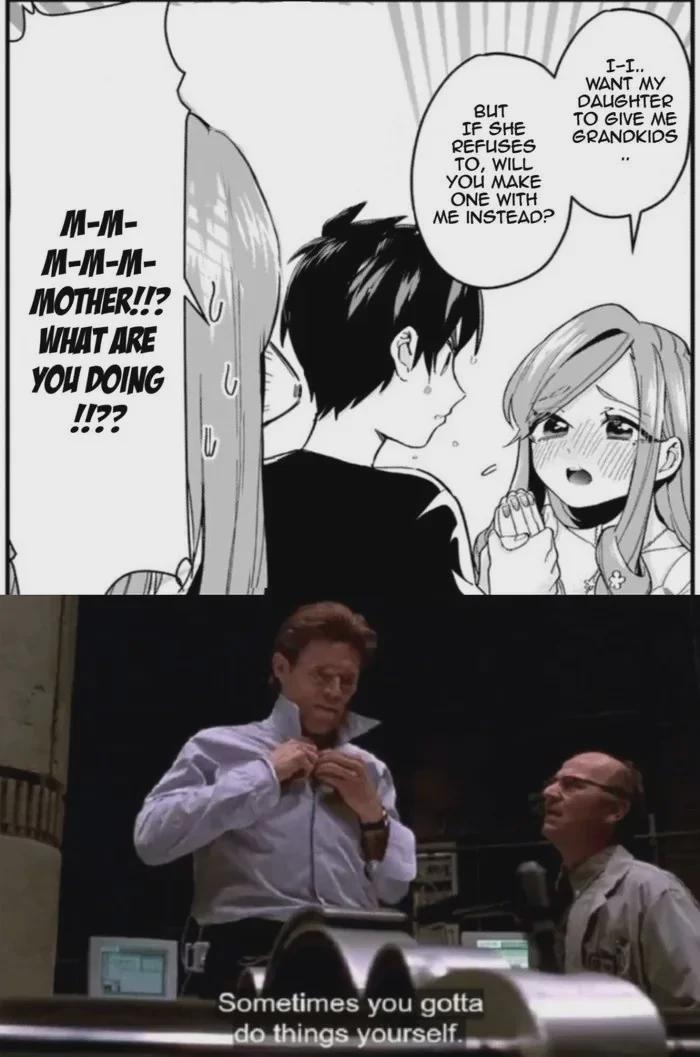 I-I..
WANT MY
DAUGHTER
TO GIVE ME
GRANDKIDS
..
BUT
IF SHE
REFUSES
TO, WILL
YOU MAKE
ONE WITH
ME INSTEAD?
M-M-
M-M-M-
MOTHER!!?
WHAT ARE
YOU DOING
!!??
Sometimes you gotta
do things yourself.